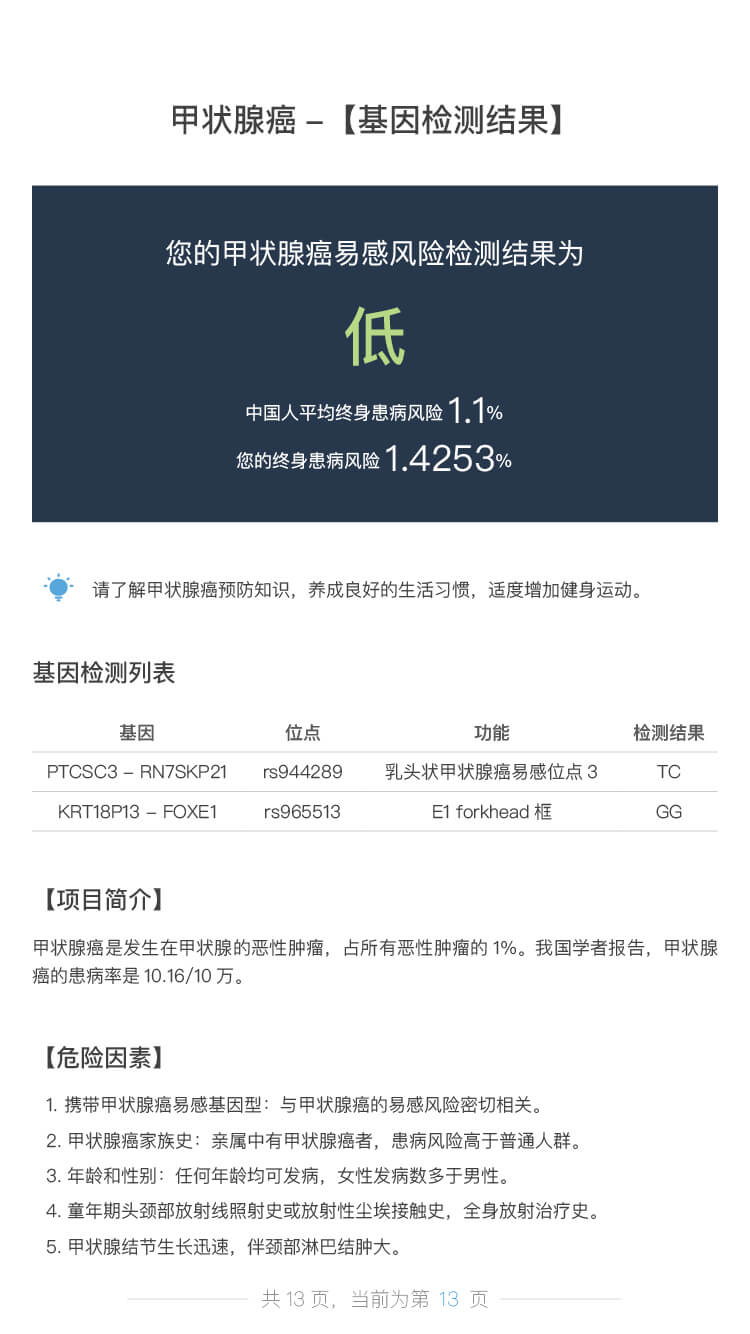 甲状腺癌 –【基因检测结果】
您的甲状腺癌易感风险检测结果为
低
中国人平均终身患病风险 1.1%
您的终身患病风险 1.4253%
请了解甲状腺癌预防知识，养成良好的生活习惯，适度增加健身运动。
基因检测列表
基因 位点 功能 检测结果
PTCSC3 – RN7SKP21 rs944289 乳头状甲状腺癌易感位点 3 TC
KRT18P13 – FOXE1 rs965513 E1 forkhead 框 GG
【项目简介】
甲状腺癌是发生在甲状腺的恶性肿瘤，占所有恶性肿瘤的 1%。我国学者报告，甲状腺
癌的患病率是 10.16/10 万。
【危险因素】
1. 携带甲状腺癌易感基因型：与甲状腺癌的易感风险密切相关。
2. 甲状腺癌家族史：亲属中有甲状腺癌者，患病风险高于普通人群。
3. 年龄和性别：任何年龄均可发病，女性发病数多于男性。
4. 童年期头颈部放射线照射史或放射性尘埃接触史，全身放射治疗史。
5. 甲状腺结节生长迅速，伴颈部淋巴结肿大。
共 13 页，当前为第 13 页